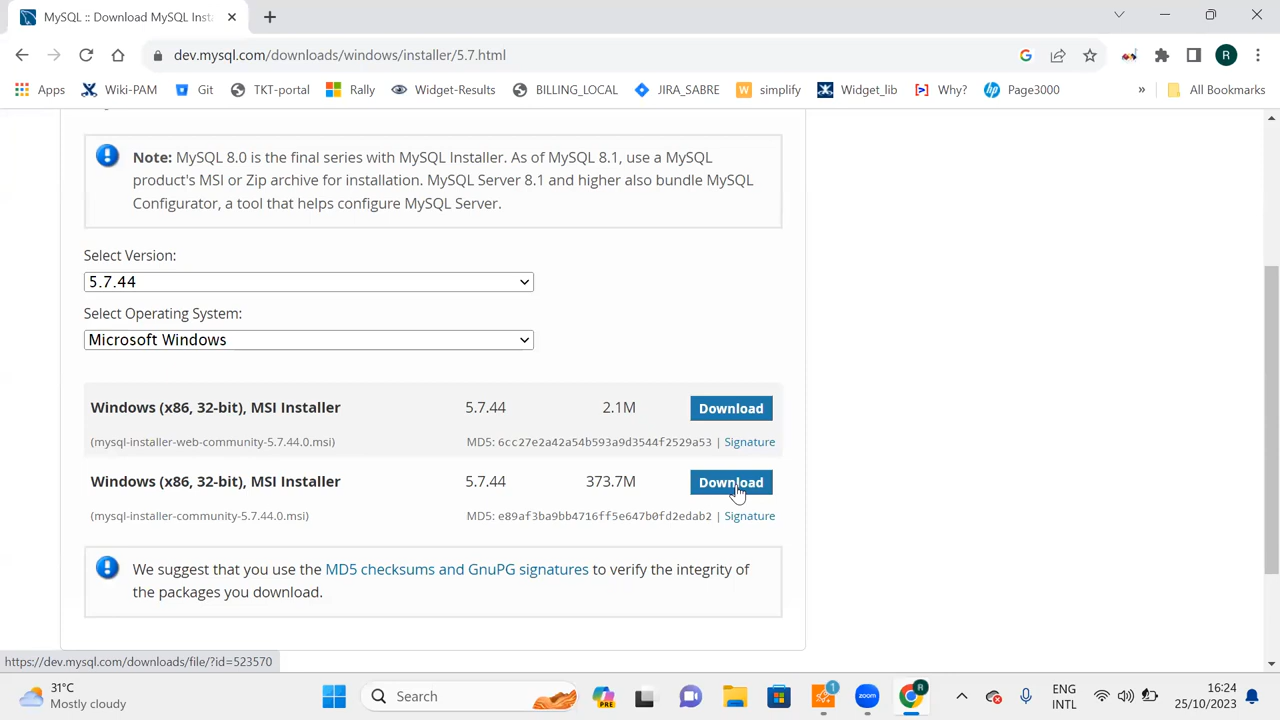 MySQL :: Download MySQL Inst
dev.mysql.com/downloads/windows/installer/5.7.html
R
Apps Wiki-PAM Git TKT-portal Rally Widget-Results BILLING_LOCAL JIRA_SABRE simplify Widget_lib Why? Page3000 » All Bookmarks
Note: MySQL 8.0 is the final series with MySQL Installer. As of MySQL 8.1, use a MySQL
product's MSI or Zip archive for installation. MySQL Server 8.1 and higher also bundle MySQL
Configurator, a tool that helps configure MySQL Server.
Select Version:
5.7.44
Select Operating System:
Microsoft Windows
Windows (x86, 32-bit), MSI Installer 5.7.44 2.1M Download
(mysql-installer-web-community-5.7.44.0.msi) MD5: 6cc27e2a42a54b593a9d3544f2529a53 | Signature
Windows (x86, 32-bit), MSI Installer 5.7.44 373.7M Download
(mysql-installer-community-5.7.44.0.msi) MD5: e89af3ba9bb4716ff5e647b0fd2edab2 | Signature
We suggest that you use the MD5 checksums and GnuPG signatures to verify the integrity of
the packages you download.
https://dev.mysql.com/downloads/file/?id=523570
31°C
Mostly cloudy
Search
PRE
1
zoom
R
ENG
INTL
16:24
25/10/2023